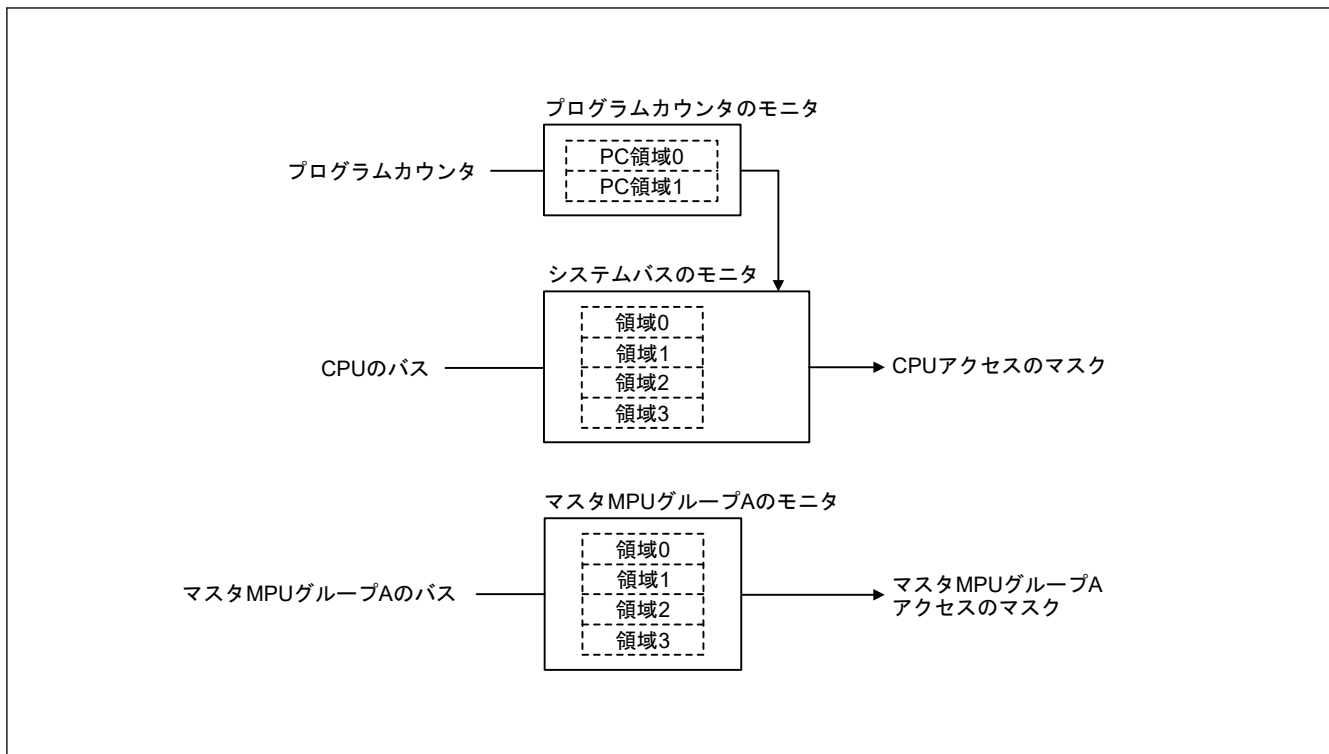 プログラムカウンタのモニタ
プログラムカウンタ
PC領域0
PC領域1
システムバスのモニタ
CPUのバス
領域0
領域1
領域2
領域3
CPUアクセスのマスク
マスタMPUグループAのモニタ
マスタMPUグループAのバス
領域0
領域1
領域2
領域3
マスタMPUグループA
アクセスのマスク